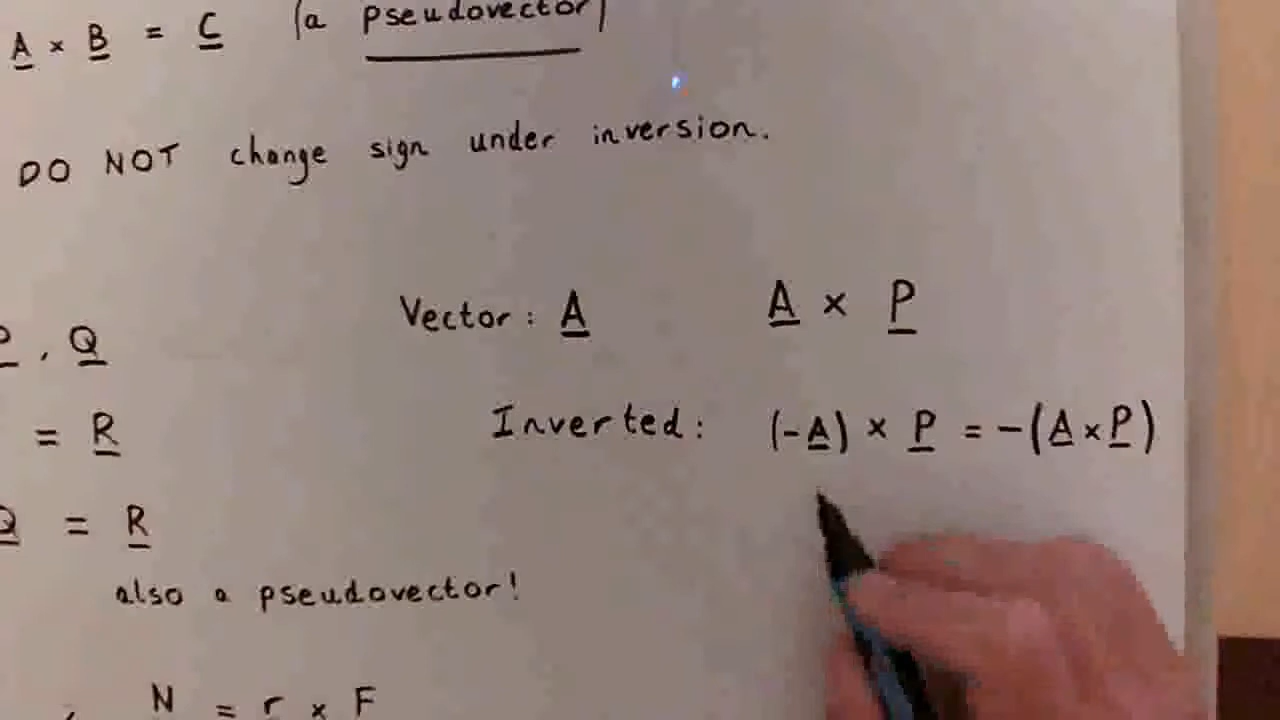 A × B = C (a pseudovector)
DO NOT change sign under inversion.
Vector: A A × P
, Q
= R
Inverted: (-A) × P = -(A × P)
= R
also a pseudovector!
N = r × F